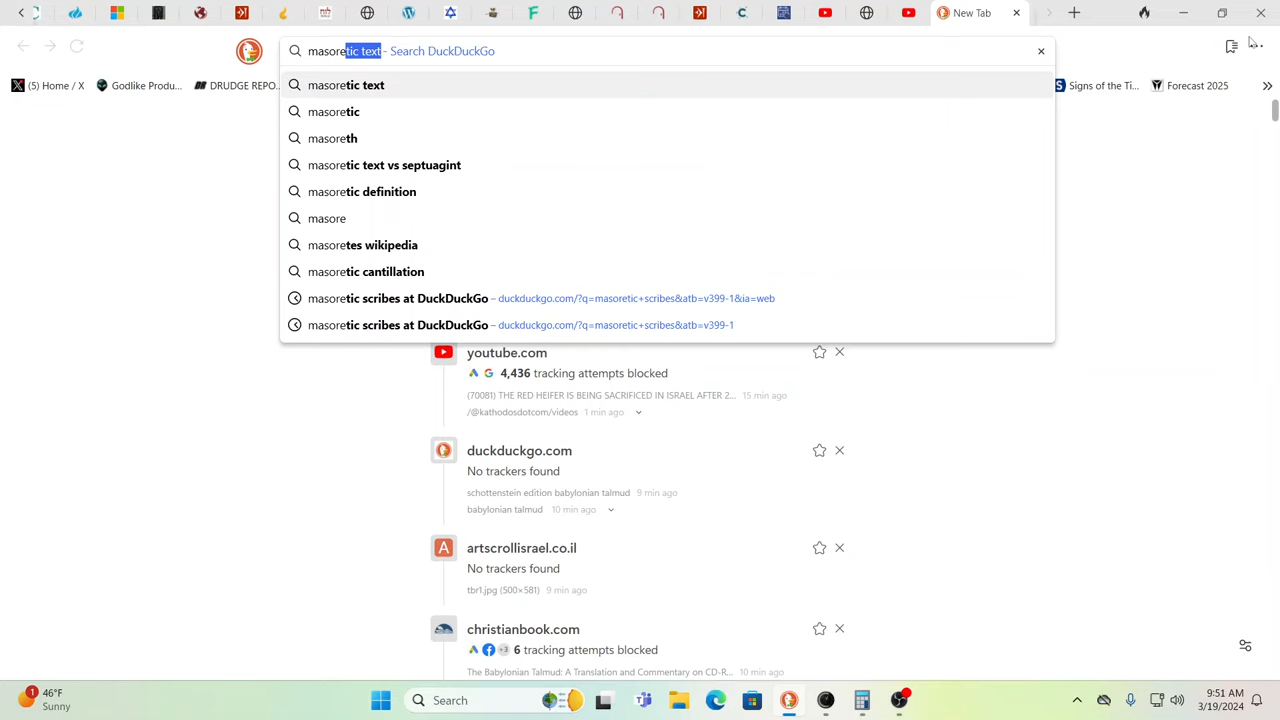 New Tab
masoretic text - Search DuckDuckGo
(5) Home / X
Godlike Produ...
DRUDGE REPO...
Signs of the Ti...
Forecast 2025
masoretic text
masoretic
masoreth
masoretic text vs septuagint
masoretic definition
masore
masoretes wikipedia
masoretic cantillation
masoretic scribes at DuckDuckGo – duckduckgo.com/?q=masoretic+scribes&atb=v399-1&ia=web
masoretic scribes at DuckDuckGo – duckduckgo.com/?q=masoretic+scribes&atb=v399-1
youtube.com
4,436 tracking attempts blocked
(70081) THE RED HEIFER IS BEING SACRIFICED IN ISRAEL AFTER 2... 15 min ago
/@kathodosdotcom/videos 1 min ago
duckduckgo.com
No trackers found
schottenstein edition babylonian talmud 9 min ago
babylonian talmud 10 min ago
A artscrollisrael.co.il
No trackers found
tbr1.jpg (500×581) 9 min ago
christianbook.com
+3 6 tracking attempts blocked
The Babylonian Talmud: A Translation and Commentary on CD-R... 10 min ago
1 46°F
Sunny
Search
9:51 AM
3/19/2024